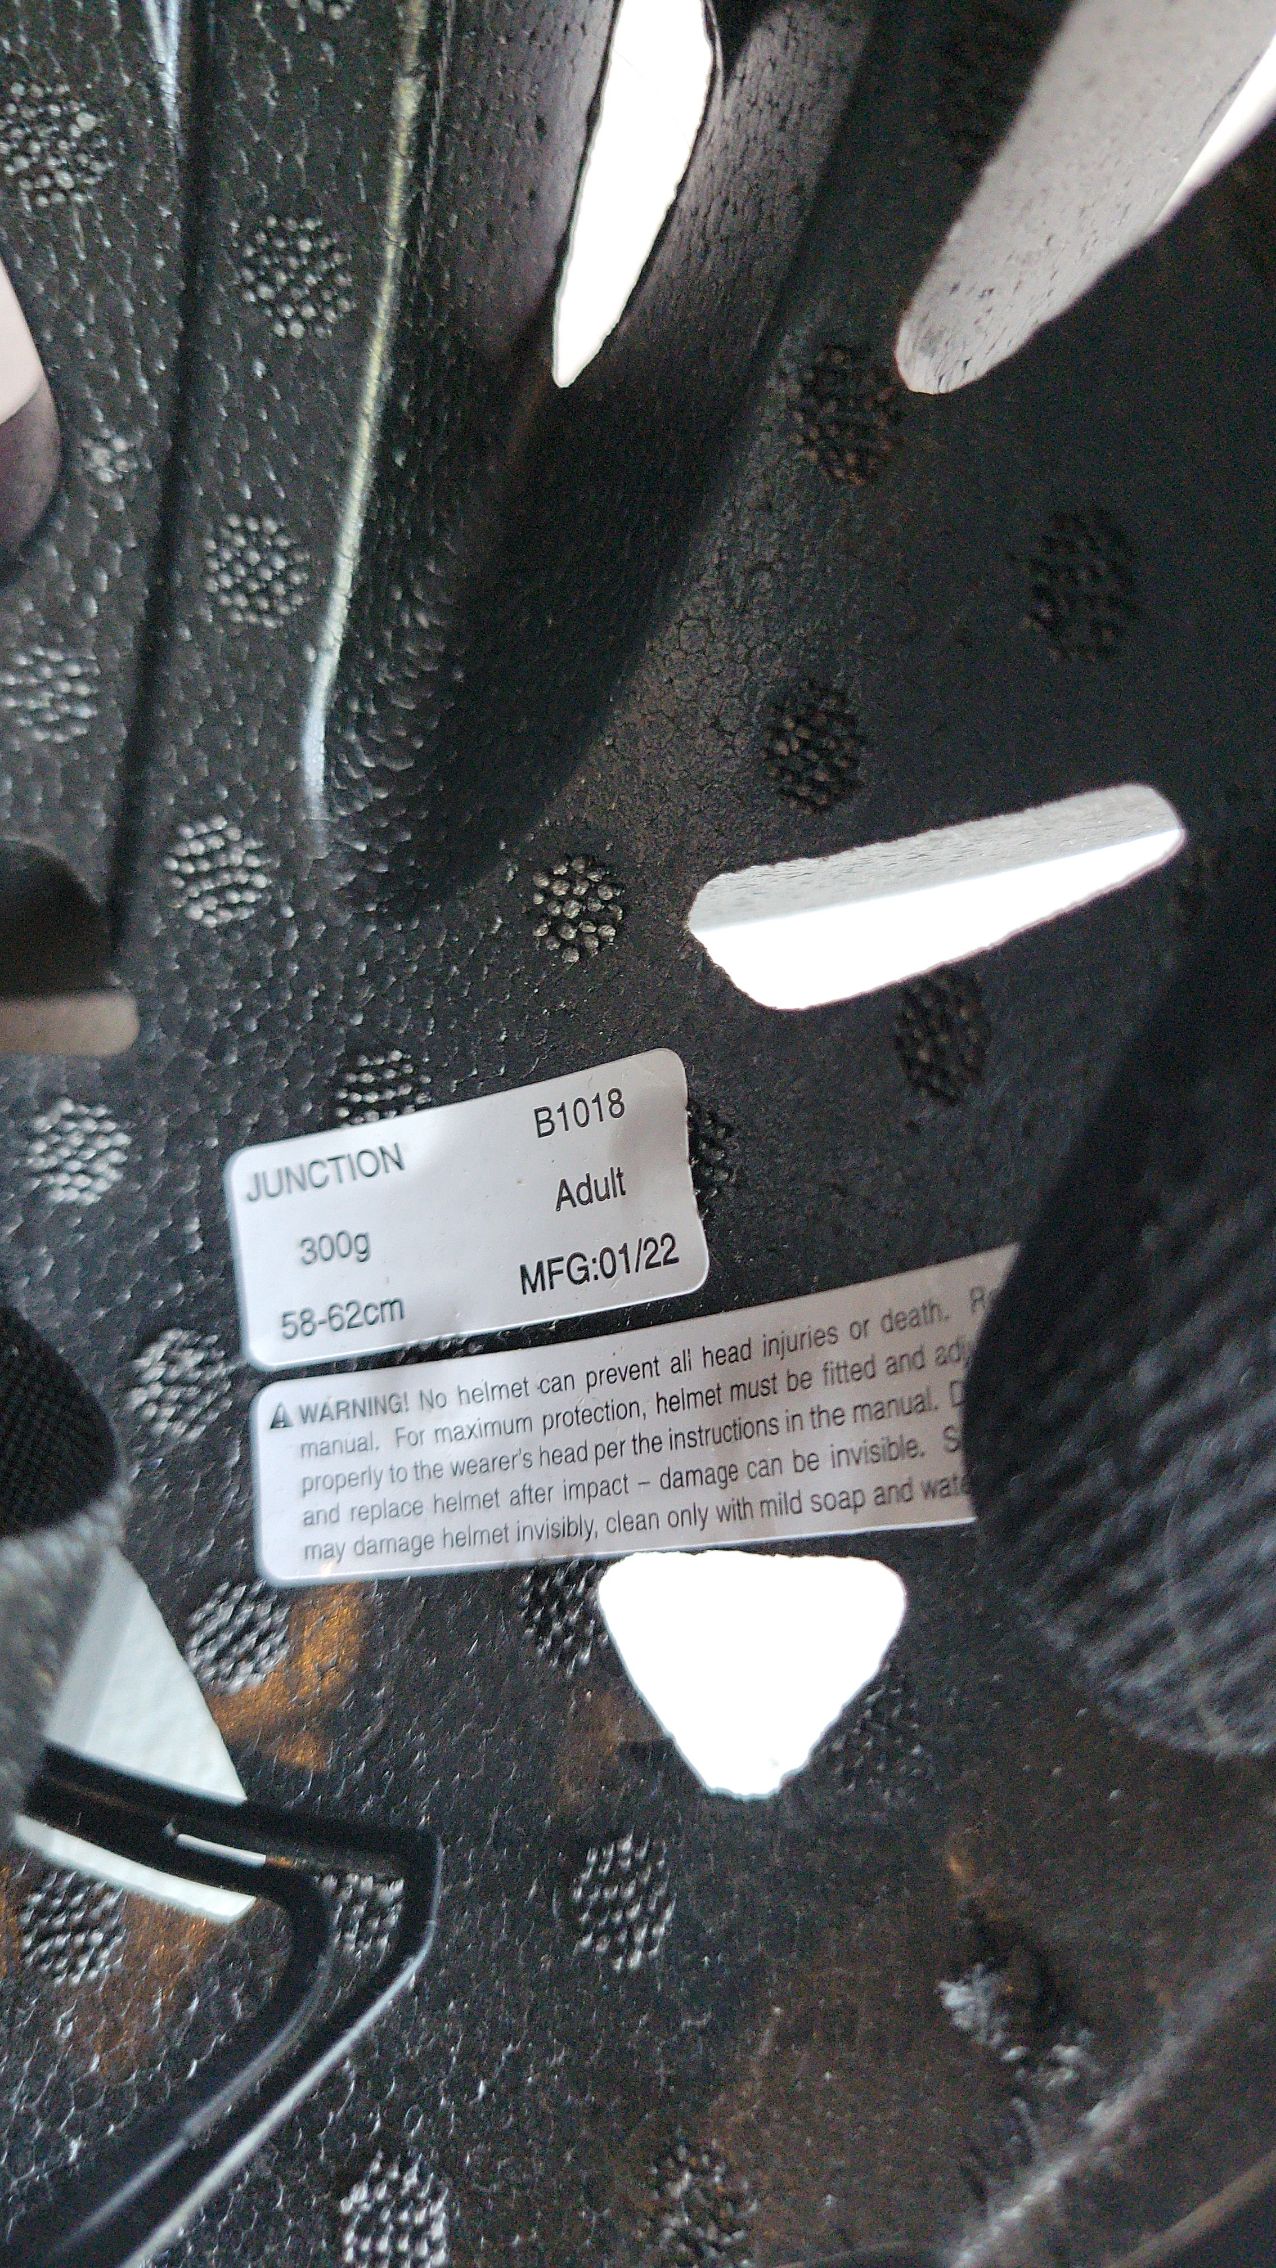 JUNCTION B1018
300g Adult
58-62cm MFG:01/22
WARNING! No helmet can prevent all head injuries or death.
manual. For maximum protection, helmet must be fitted and
properly to the wearer's head per the instructions in the manual.
and replace helmet after impact – damage can be invisible.
may damage helmet invisibly, clean only with mild soap and